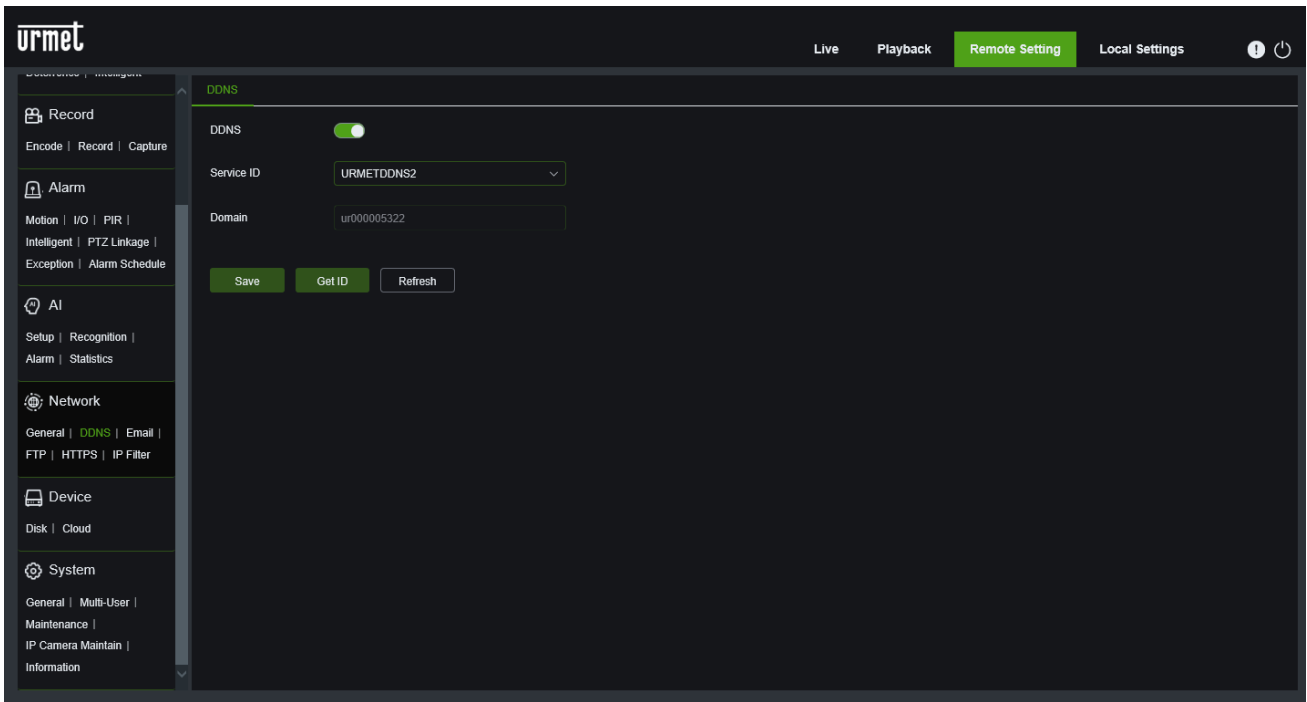 urmet
Live Playback Remote Setting Local Settings
Deterrence | Intelligent
Record
Encode | Record | Capture
Alarm
Motion | I/O | PIR |
Intelligent | PTZ Linkage |
Exception | Alarm Schedule
AI
Setup | Recognition |
Alarm | Statistics
Network
General | DDNS | Email |
FTP | HTTPS | IP Filter
Device
Disk | Cloud
System
General | Multi-User |
Maintenance |
IP Camera Maintain |
Information
DDNS
DDNS
Service ID URMETDDNS2
Domain ur000005322
Save Get ID Refresh